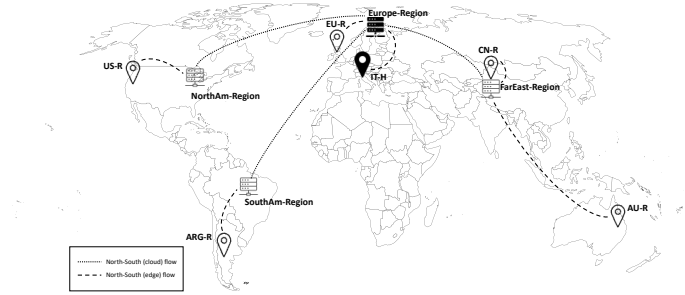 Europe-Region
EU-R
US-R
CN-R
IT-H
NorthAm-Region
FarEast-Region
SouthAm-Region
AU-R
ARG-R
North-South (cloud) flow
North-South (edge) flow